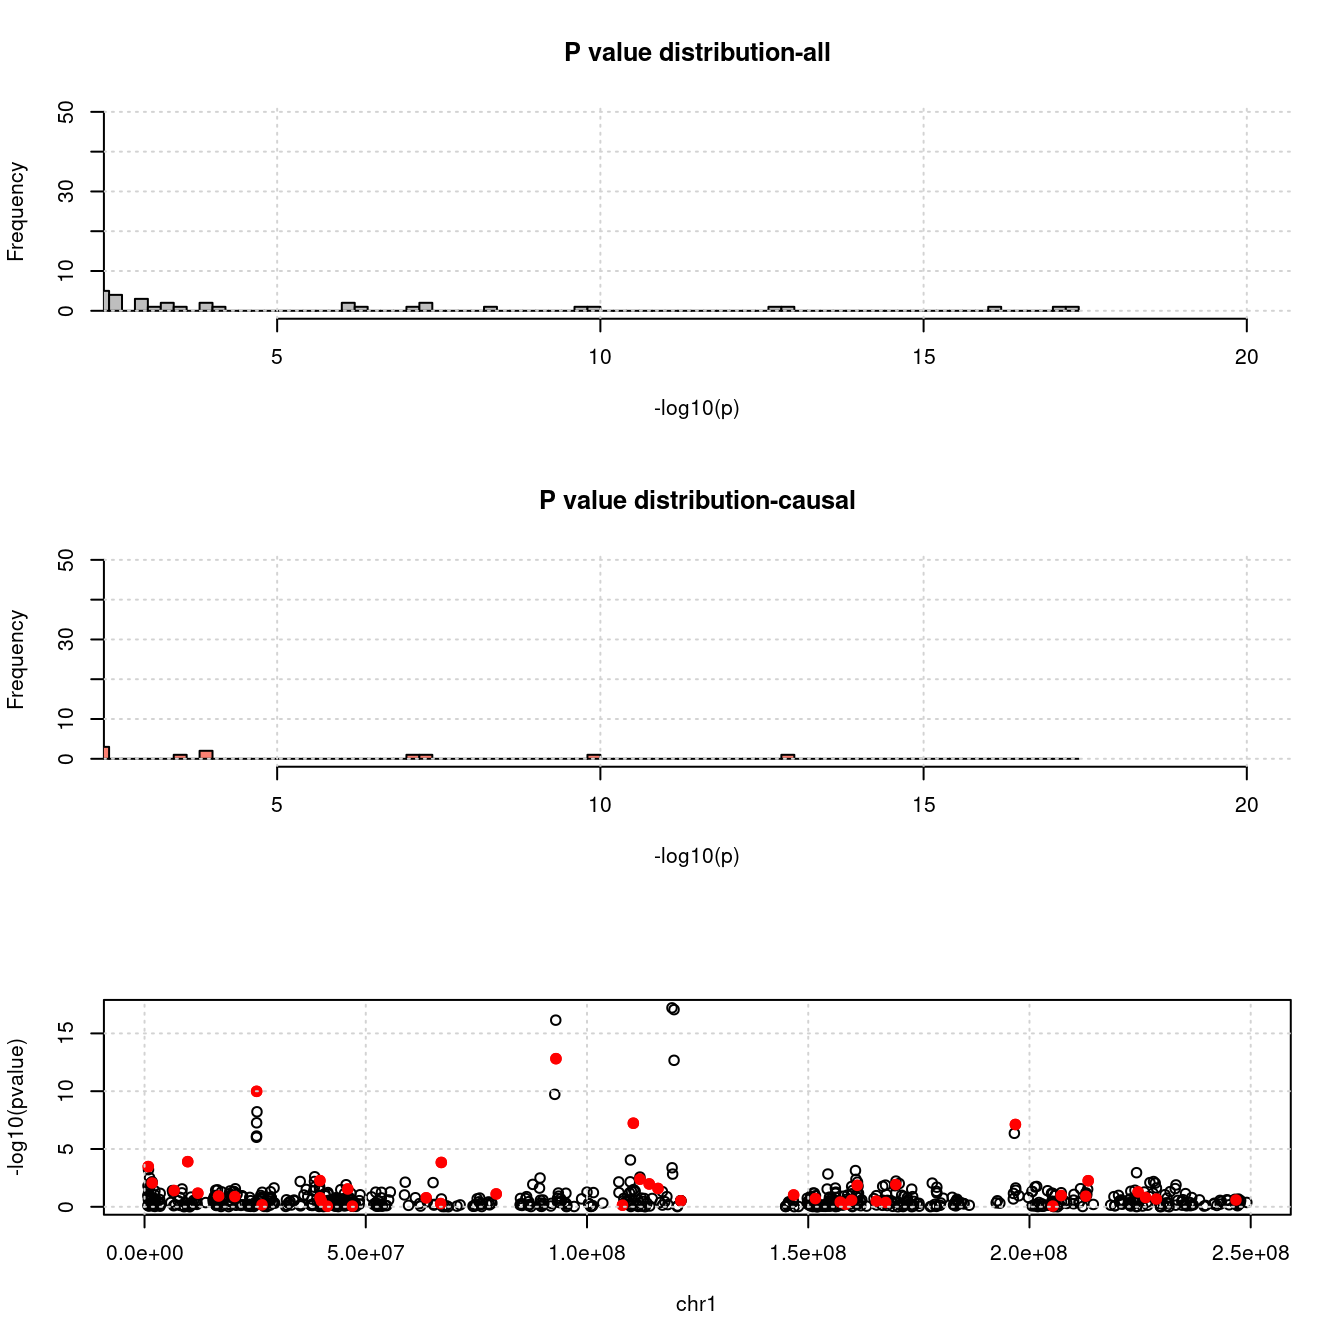 P value distribution-all
Frequency
50
30
10
0
5 10 15 20
-log10(p)
P value distribution-causal
Frequency
50
30
10
0
5 10 15 20
-log10(p)
-log10(pvalue)
15
10
5
0
0.0e+00 5.0e+07 1.0e+08 1.5e+08 2.0e+08 2.5e+08
chr1